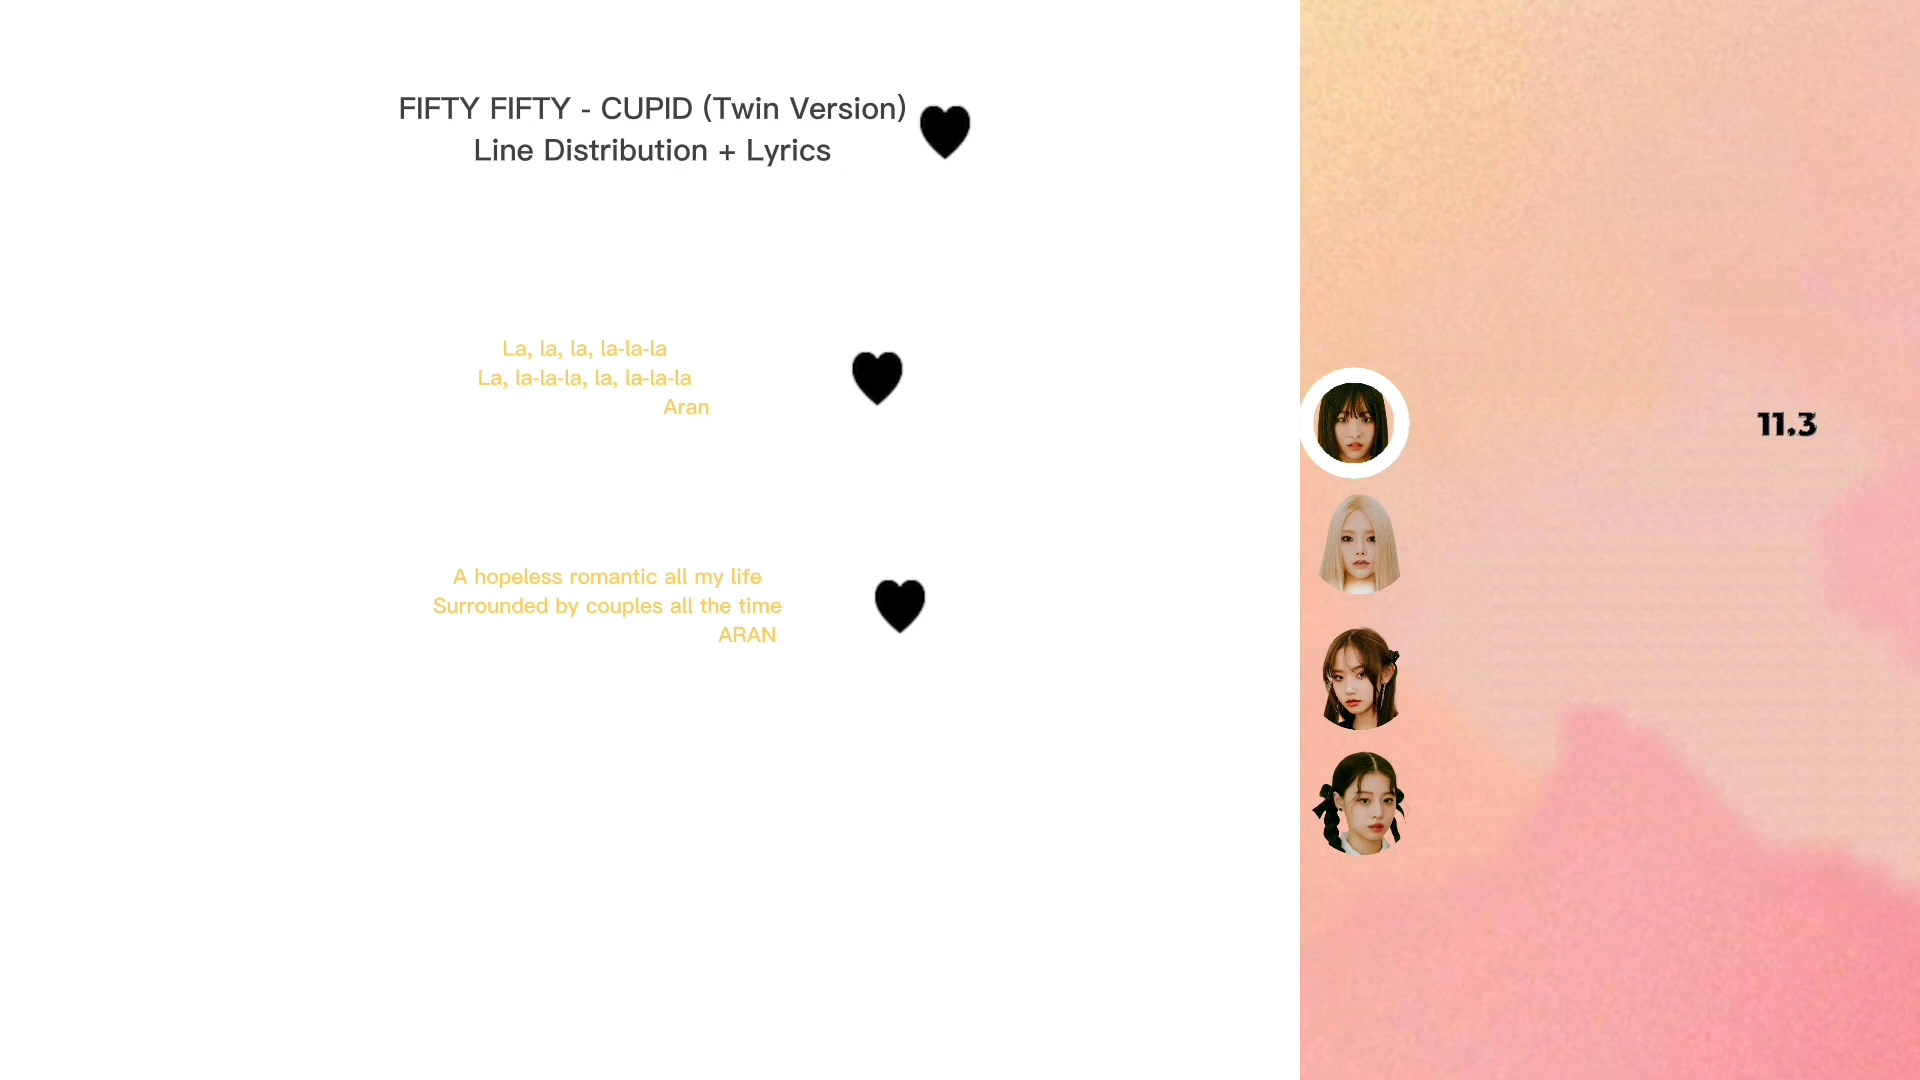 FIFTY FIFTY - CUPID (Twin Version)
Line Distribution + Lyrics
La, la, la, la-la-la
La, la-la-la, la, la-la-la
Aran
A hopeless romantic all my life
Surrounded by couples all the time
ARAN
11.3